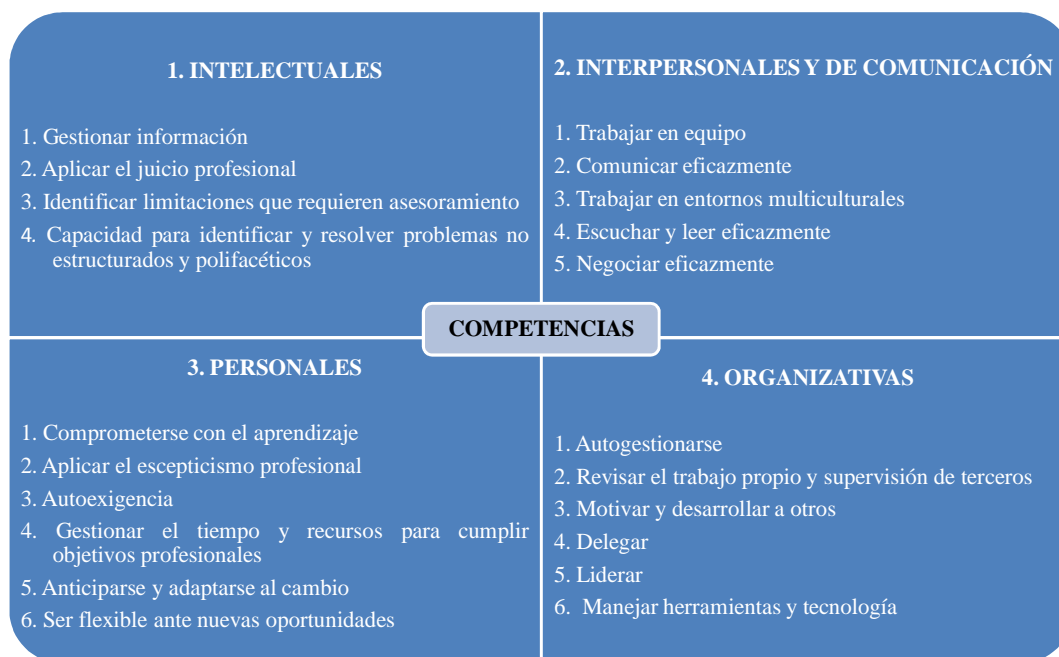 1. INTELECTUALES
1. Gestionar información
2. Aplicar el juicio profesional
3. Identificar limitaciones que requieren asesoramiento
4. Capacidad para identificar y resolver problemas no
estructurados y polifacéticos
2. INTERPERSONALES Y DE COMUNICACIÓN
1. Trabajar en equipo
2. Comunicar eficazmente
3. Trabajar en entornos multiculturales
4. Escuchar y leer eficazmente
5. Negociar eficazmente
COMPETENCIAS
3. PERSONALES
1. Comprometerse con el aprendizaje
2. Aplicar el escepticismo profesional
3. Autoexigencia
4. Gestionar el tiempo y recursos para cumplir
objetivos profesionales
5. Anticiparse y adaptarse al cambio
6. Ser flexible ante nuevas oportunidades
4. ORGANIZATIVAS
1. Autogestionarse
2. Revisar el trabajo propio y supervisión de terceros
3. Motivar y desarrollar a otros
4. Delegar
5. Liderar
6. Manejar herramientas y tecnología